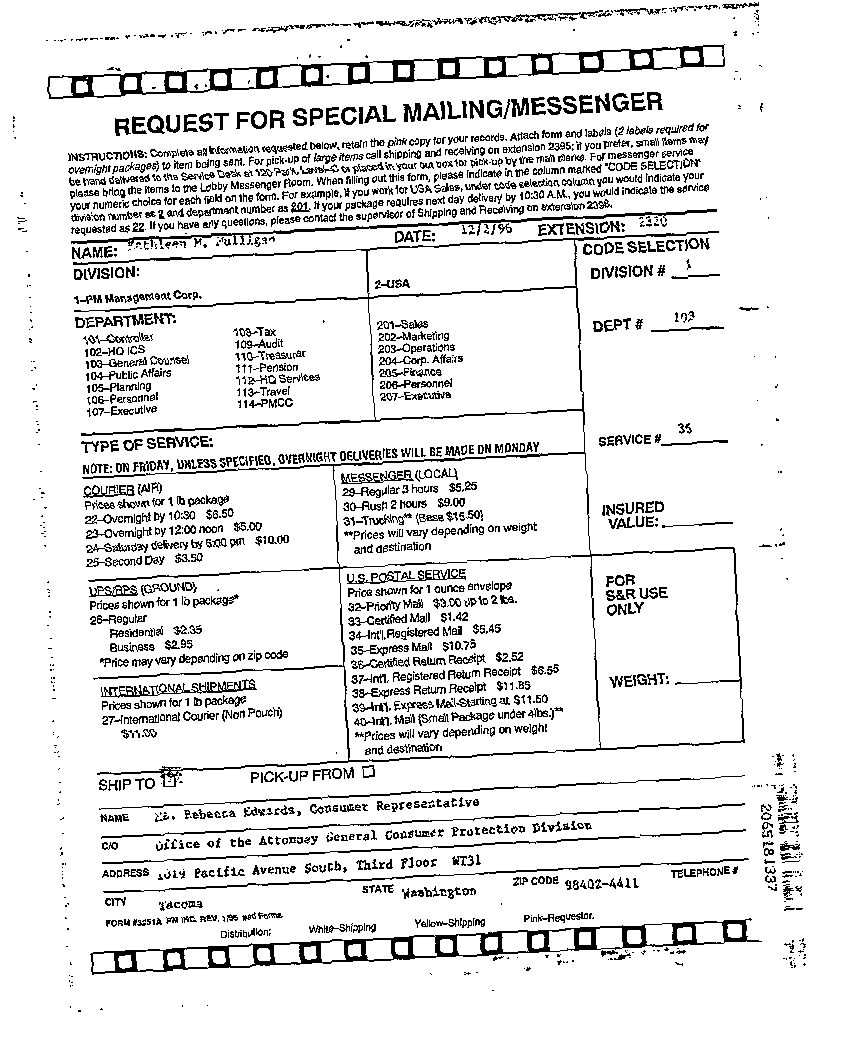 REQUEST FOR SPECIAL MAILING/MESSENGER
INSTRUCTIONS: Complete all information requested below, retain the pink copy for your records. Attach form and labels (2 labels required for
overnight packages) to item being sent. For pick-up of large items call shipping and receiving on extension 2395; if you prefer, small items may
be hand delivered to the Service Desk at 120 Park, Level-C or placed in your out box for pick-up by the mail clerks. For messenger service
please bring the items to the Lobby Messenger Room. When filling out this form, please indicate in the column marked "CODE SELECTION"
your numeric choice for each field on the form. For example, if you work for USA Sales, under code selection column you would indicate your
division number as 2 and department number as 201. If your package requires next day delivery by 10:30 A.M., you would indicate the service
requested as 22. If you have any questions, please contact the supervisor of Shipping and Receiving on extension 2398.
NAME: Kathleen M. DATE: 12/2/96 EXTENSION:
CODE SELECTION
DIVISION:
DIVISION # 1
1–PM Management Corp. 2–USA
DEPARTMENT:
DEPT # 103
101–Controller 108–Tax 201–Sales
102–HQ ICS 109–Audit 202–Marketing
103–General Counsel 110–Treasurer 203–Operations
104–Public Affairs 111–Pension 204–Corp. Affairs
105–Planning 112–HQ Services 205–Finance
106–Personnel 113–Travel 206–Personnel
107–Executive 114–PMCC 207–Executive
TYPE OF SERVICE:
SERVICE # 35
NOTE: ON FRIDAY, UNLESS SPECIFIED, OVERNIGHT DELIVERIES WILL BE MADE ON MONDAY
COURIER (AIR)
Prices shown for 1 lb package
22–Overnight by 10:30 $6.50
23–Overnight by 12:00 noon $5.00
24–Saturday delivery by 5:00 pm $10.00
25–Second Day $3.50
MESSENGER (LOCAL)
29–Regular 3 hours $5.25
30–Rush 2 hours $9.00
31–Trucking** (Base $16.50)
**Prices will vary depending on weight
and destination
INSURED
VALUE:
UPS/RPS (GROUND)
Prices shown for 1 lb package*
26–Regular
Residential $2.35
Business $2.95
*Price may vary depending on zip code
INTERNATIONAL SHIPMENTS
Prices shown for 1 lb package
27–International Courier (Non Pouch)
U.S. POSTAL SERVICE
Price shown for 1 ounce envelope
32–Priority Mail $3.00 up to 2 lbs.
33–Certified Mail $1.42
34–Int'l. Registered Mail $5.45
35–Express Mail $10.75
36–Certified Return Receipt $2.52
37–Int'l. Registered Return Receipt $6.55
38–Express Return Receipt $11.85
39–Int'l. Express Mail-Starting at $11.50
40–Int'l. Mail (Small Package under 4lbs.)**
**Prices will vary depending on weight
and destination
FOR
S&R USE
ONLY
WEIGHT:
SHIP TO PICK-UP FROM
NAME Rebecca Edwards, Consumer Representative
C/O Office of the Attorney General Consumer Protection Division
ADDRESS 1019 Pacific Avenue South, Third Floor WT31
CITY Tacoma STATE Washington ZIP CODE 98402-4411 TELEPHONE #
FORM #3251A PM INC. REV. 1/95 Red Forms
Distribution: White–Shipping Yellow–Shipping Pink–Requestor.
2065181337